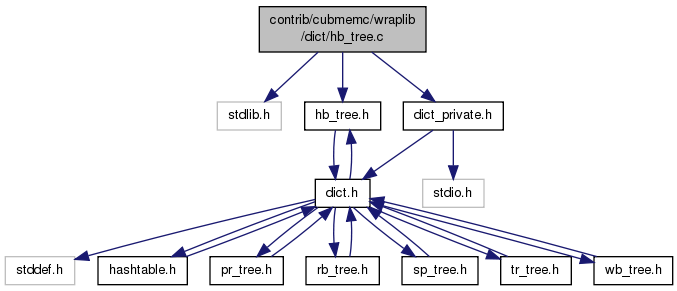 contrib/cubmemc/wraplib
/dict/hb_tree.c
stdlib.h
hb_tree.h
dict_private.h
dict.h
stdio.h
stddef.h
hashtable.h
pr_tree.h
rb_tree.h
sp_tree.h
tr_tree.h
wb_tree.h